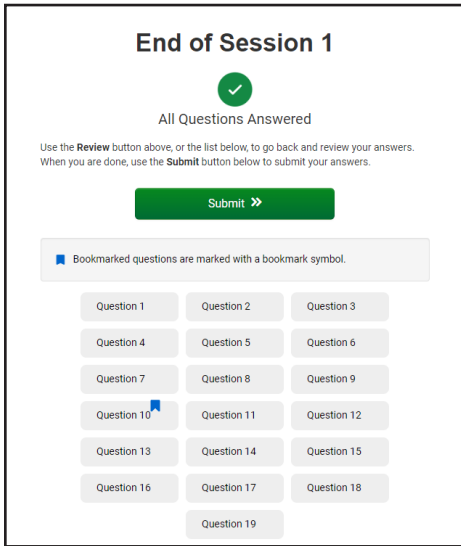 End of Session 1
All Questions Answered
Use the Review button above, or the list below, to go back and review your answers.
When you are done, use the Submit button below to submit your answers.
Submit »
Bookmarked questions are marked with a bookmark symbol.
Question 1 Question 2 Question 3
Question 4 Question 5 Question 6
Question 7 Question 8 Question 9
Question 10 Question 11 Question 12
Question 13 Question 14 Question 15
Question 16 Question 17 Question 18
Question 19